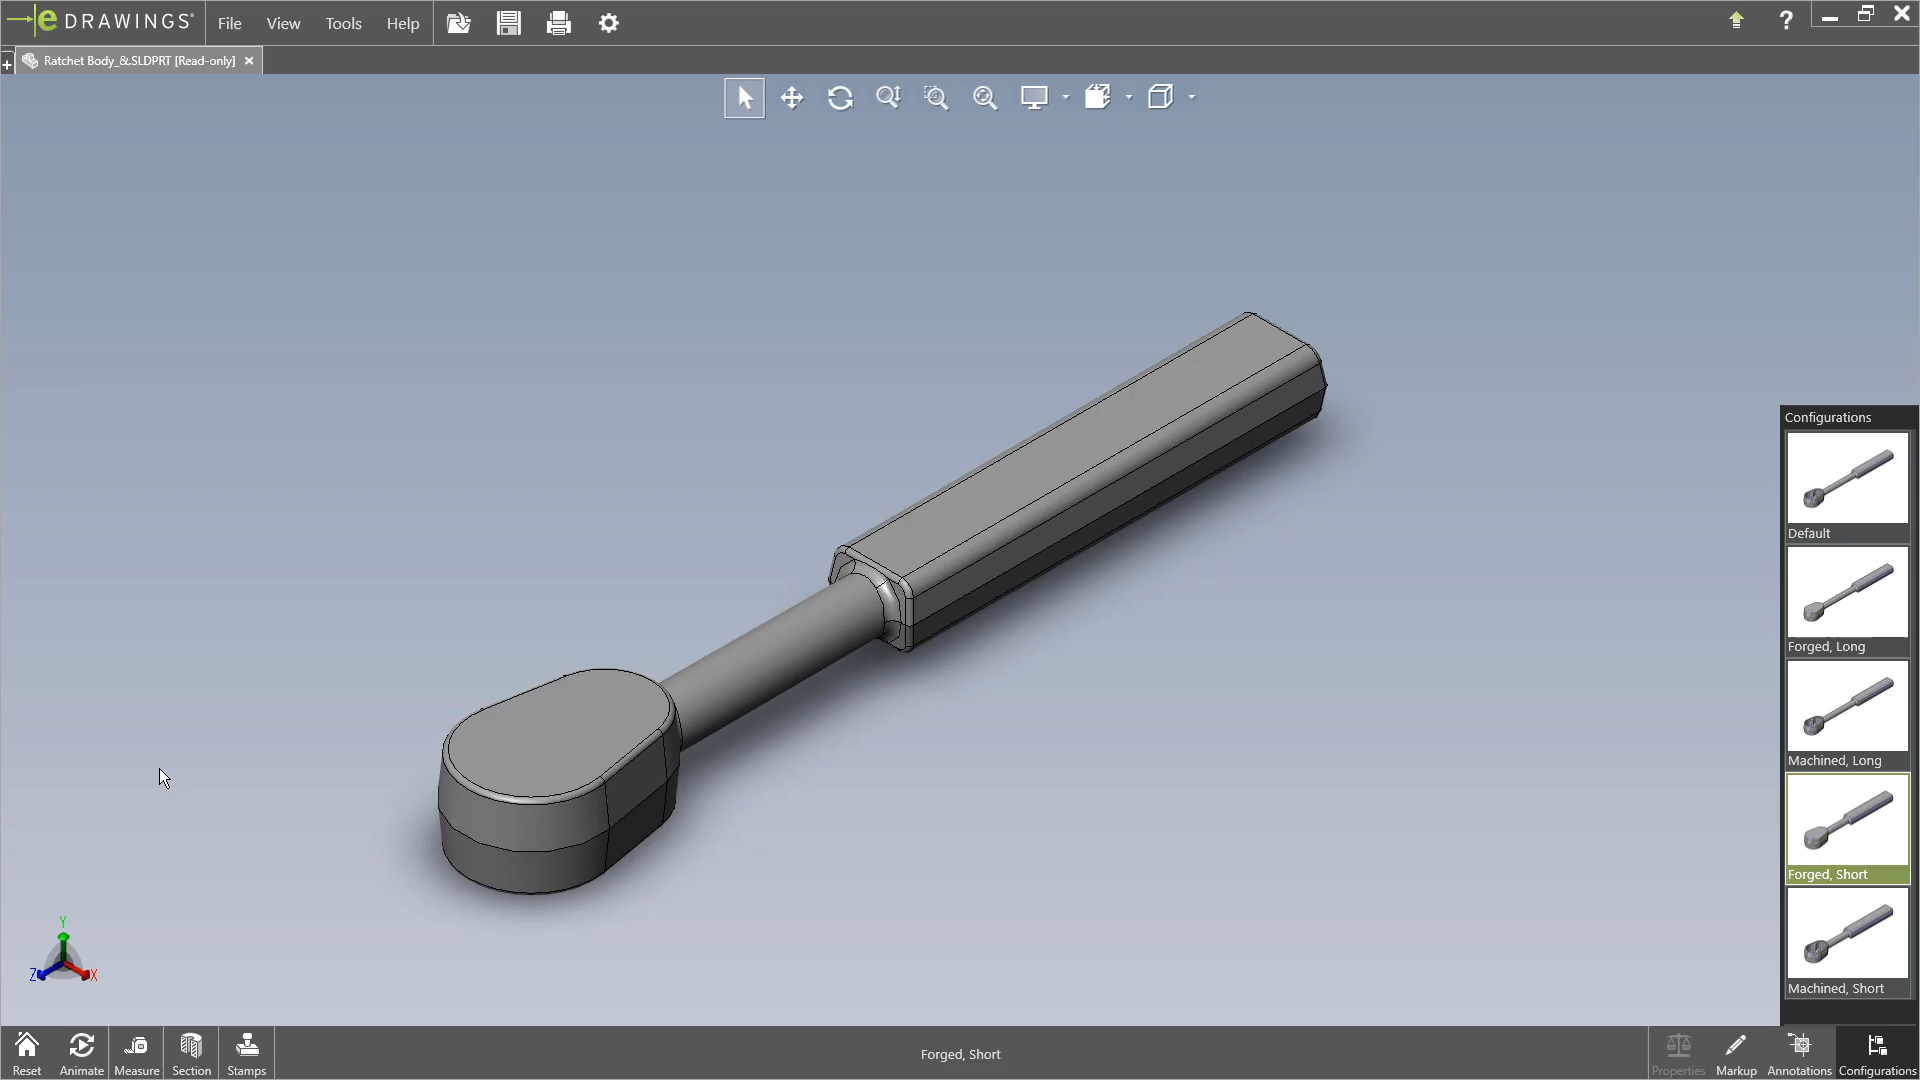 eDRAWINGS®
File View Tools Help
?
Ratchet Body_&.SLDPRT [Read-only]
Configurations
Default
Forged, Long
Machined, Long
Forged, Short
Machined, Short
Y
Z X
Reset Animate Measure Section Stamps
Forged, Short
Properties Markup Annotations Configurations